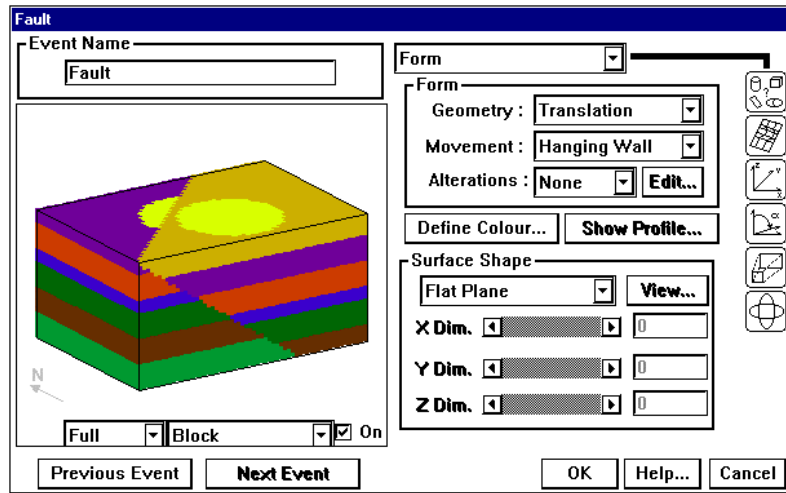 Fault
Event Name
Fault
N
Full
Block
On
Previous Event
Next Event
Form
Form
Geometry :
Translation
Movement :
Hanging Wall
Alterations :
None
Edit...
Define Colour...
Show Profile...
Surface Shape
Flat Plane
View...
X Dim.
0
Y Dim.
0
Z Dim.
0
OK
Help...
Cancel
?
z
Y
X
α